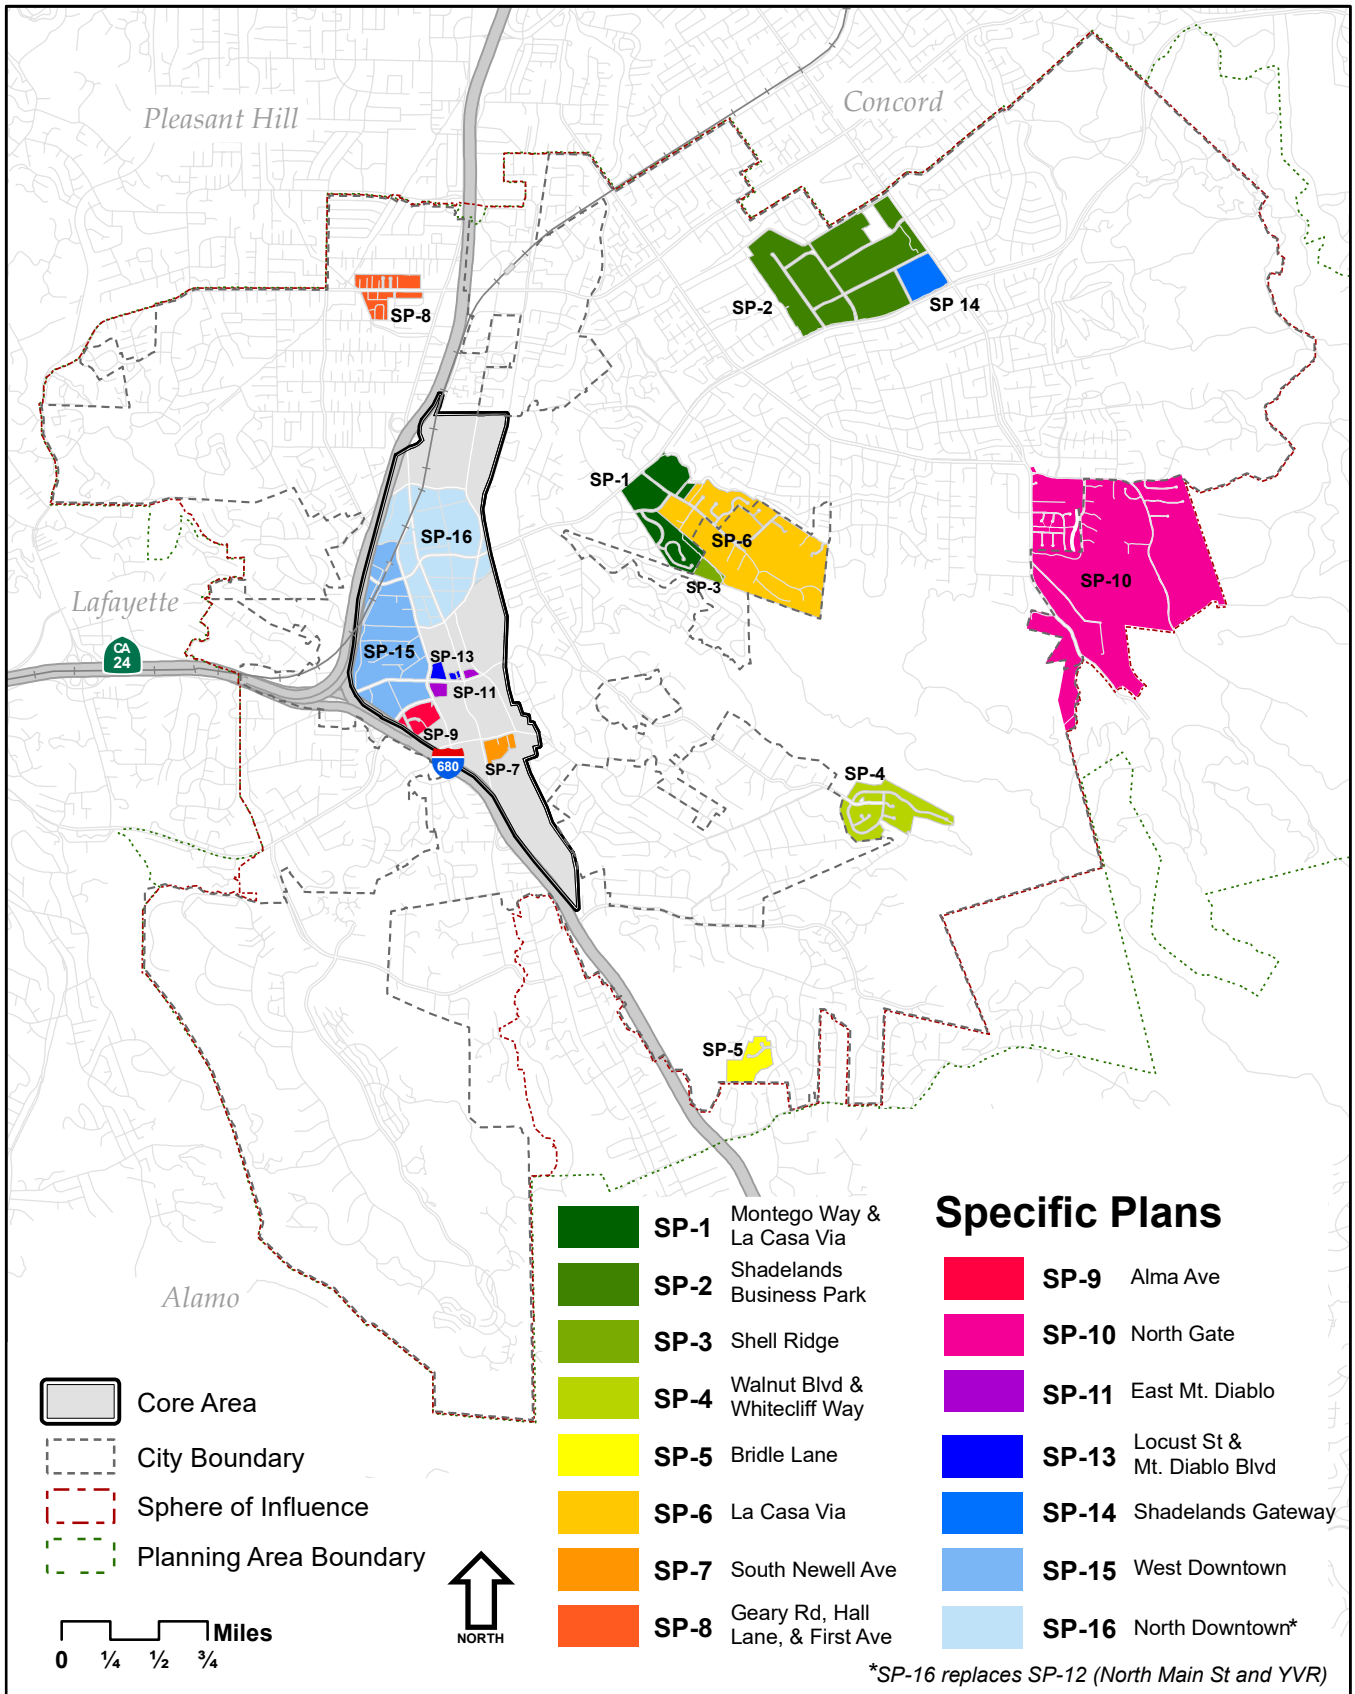 Pleasant Hill
Concord
SP-2
SP 14
SP-8
SP-1
SP-16
SP-6
SP-3
SP-10
Lafayette
CA
24
SP-15
SP-13
SP-11
SP-9
680
SP-7
SP-4
SP-5
Alamo
Core Area
City Boundary
Sphere of Influence
Planning Area Boundary
Miles
0 ¼ ½ ¾
NORTH
SP-1 Montego Way &
La Casa Via
SP-2 Shadelands
Business Park
SP-3 Shell Ridge
SP-4 Walnut Blvd &
Whitecliff Way
SP-5 Bridle Lane
SP-6 La Casa Via
SP-7 South Newell Ave
SP-8 Geary Rd, Hall
Lane, & First Ave
Specific Plans
SP-9 Alma Ave
SP-10 North Gate
SP-11 East Mt. Diablo
SP-13 Locust St &
Mt. Diablo Blvd
SP-14 Shadelands Gateway
SP-15 West Downtown
SP-16 North Downtown*
*SP-16 replaces SP-12 (North Main St and YVR)